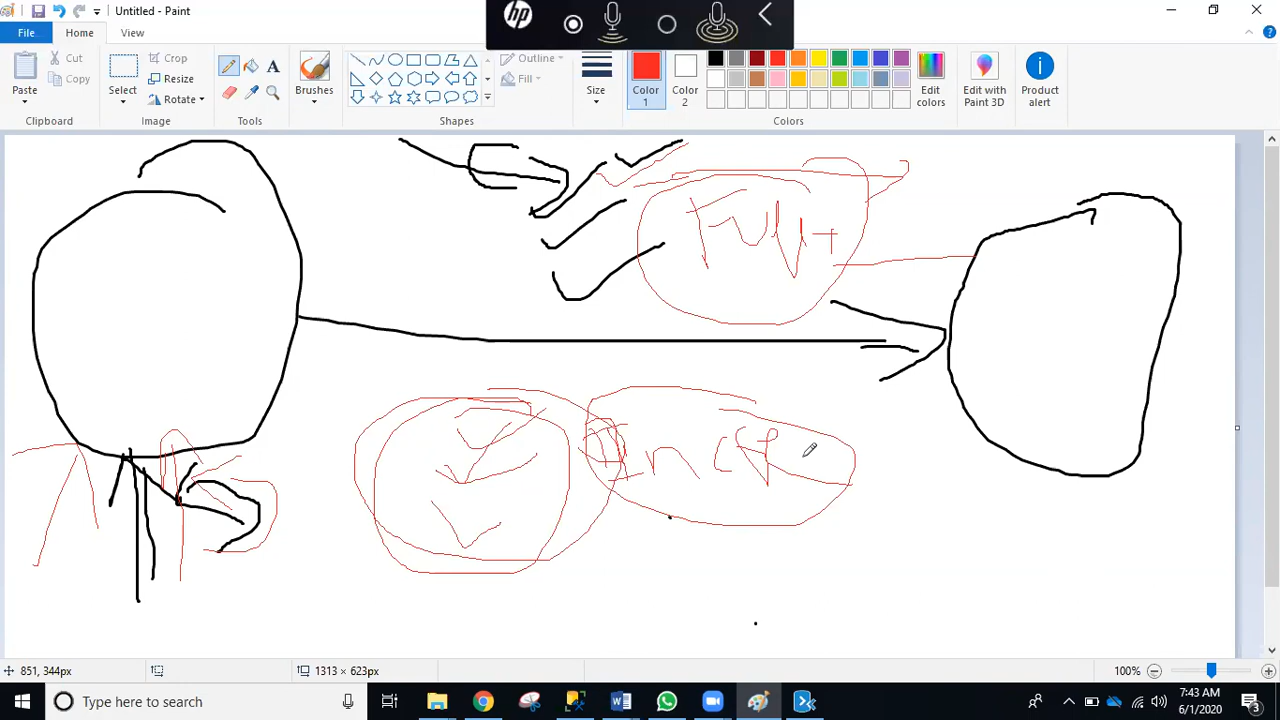 Untitled - Paint
hp
File
Home
View
Paste
Cut
Copy
Clipboard
Select
Crop
Resize
Rotate
Image
Tools
Brushes
Shapes
Outline
Fill
Size
Color 1
Color 2
Colors
Edit colors
Edit with Paint 3D
Product alert
851, 344px
1313 × 623px
100%
Type here to search
7:43 AM
6/1/2020
3